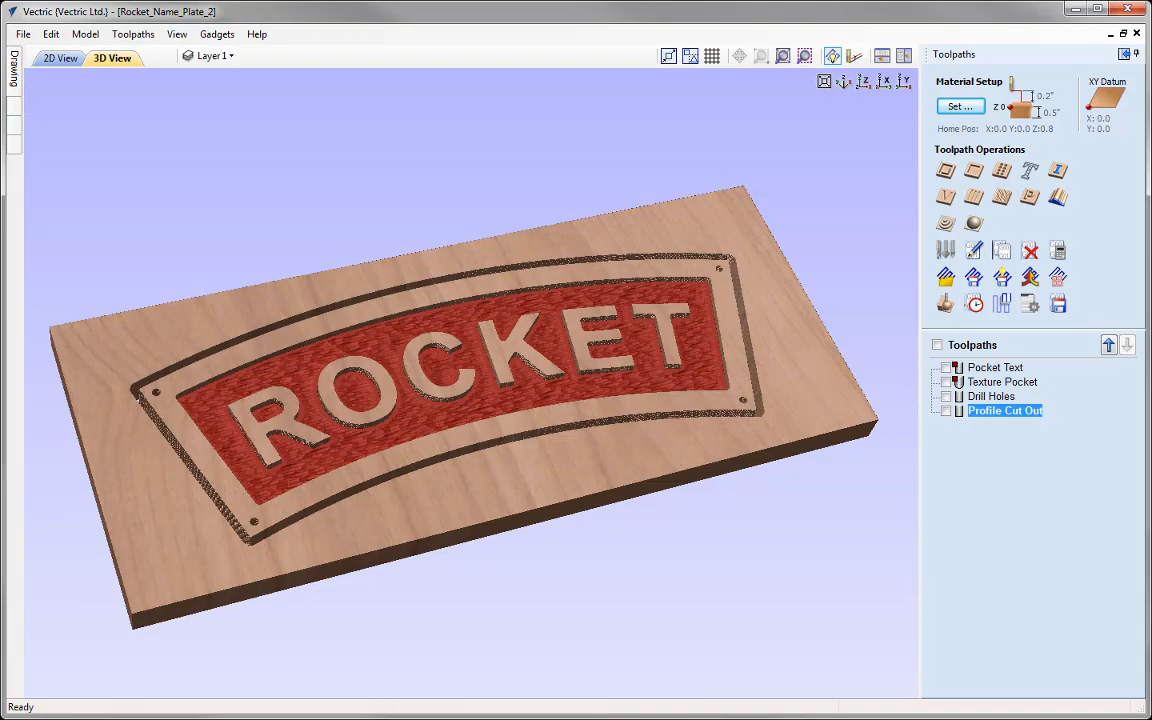 Vectric {Vectric Ltd.} - [Rocket_Name_Plate_2]
File Edit Model Toolpaths View Gadgets Help
2D View 3D View Layer 1
Drawing
Toolpaths
Material Setup
XY Datum
Set ...
Z 0
0.2"
0.5"
X: 0.0
Y: 0.0
Home Pos: X:0.0 Y:0.0 Z:0.8
Toolpath Operations
Toolpaths
Pocket Text
Texture Pocket
Drill Holes
Profile Cut Out
ROCKET
Ready